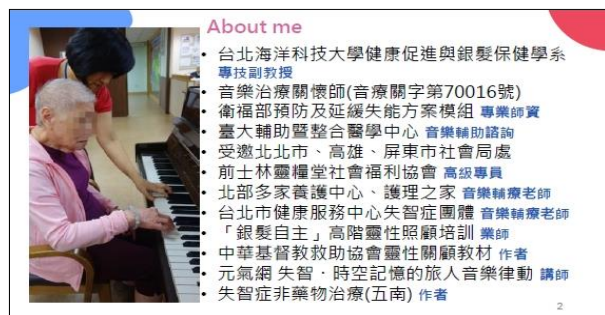 About me
• 台北海洋科技大學健康促進與銀髮保健學系
專技副教授
• 音樂治療關懷師(音療關字第70016號)
• 衛福部預防及延緩失能方案模組 專業師資
• 臺大輔助暨整合醫學中心 音樂輔助諮詢
• 受邀北北市、高雄、屏東市社會局處
• 前士林靈糧堂社會福利協會 高級專員
• 北部多家養護中心、護理之家 音樂輔療老師
• 台北市健康服務中心失智症團體 音樂輔療老師
• 「銀髮自主」高階靈性照顧培訓 業師
• 中華基督教救助協會靈性關顧教材 作者
• 元氣網 失智．時空記憶的旅人音樂律動 講師
• 失智症非藥物治療(五南) 作者
2